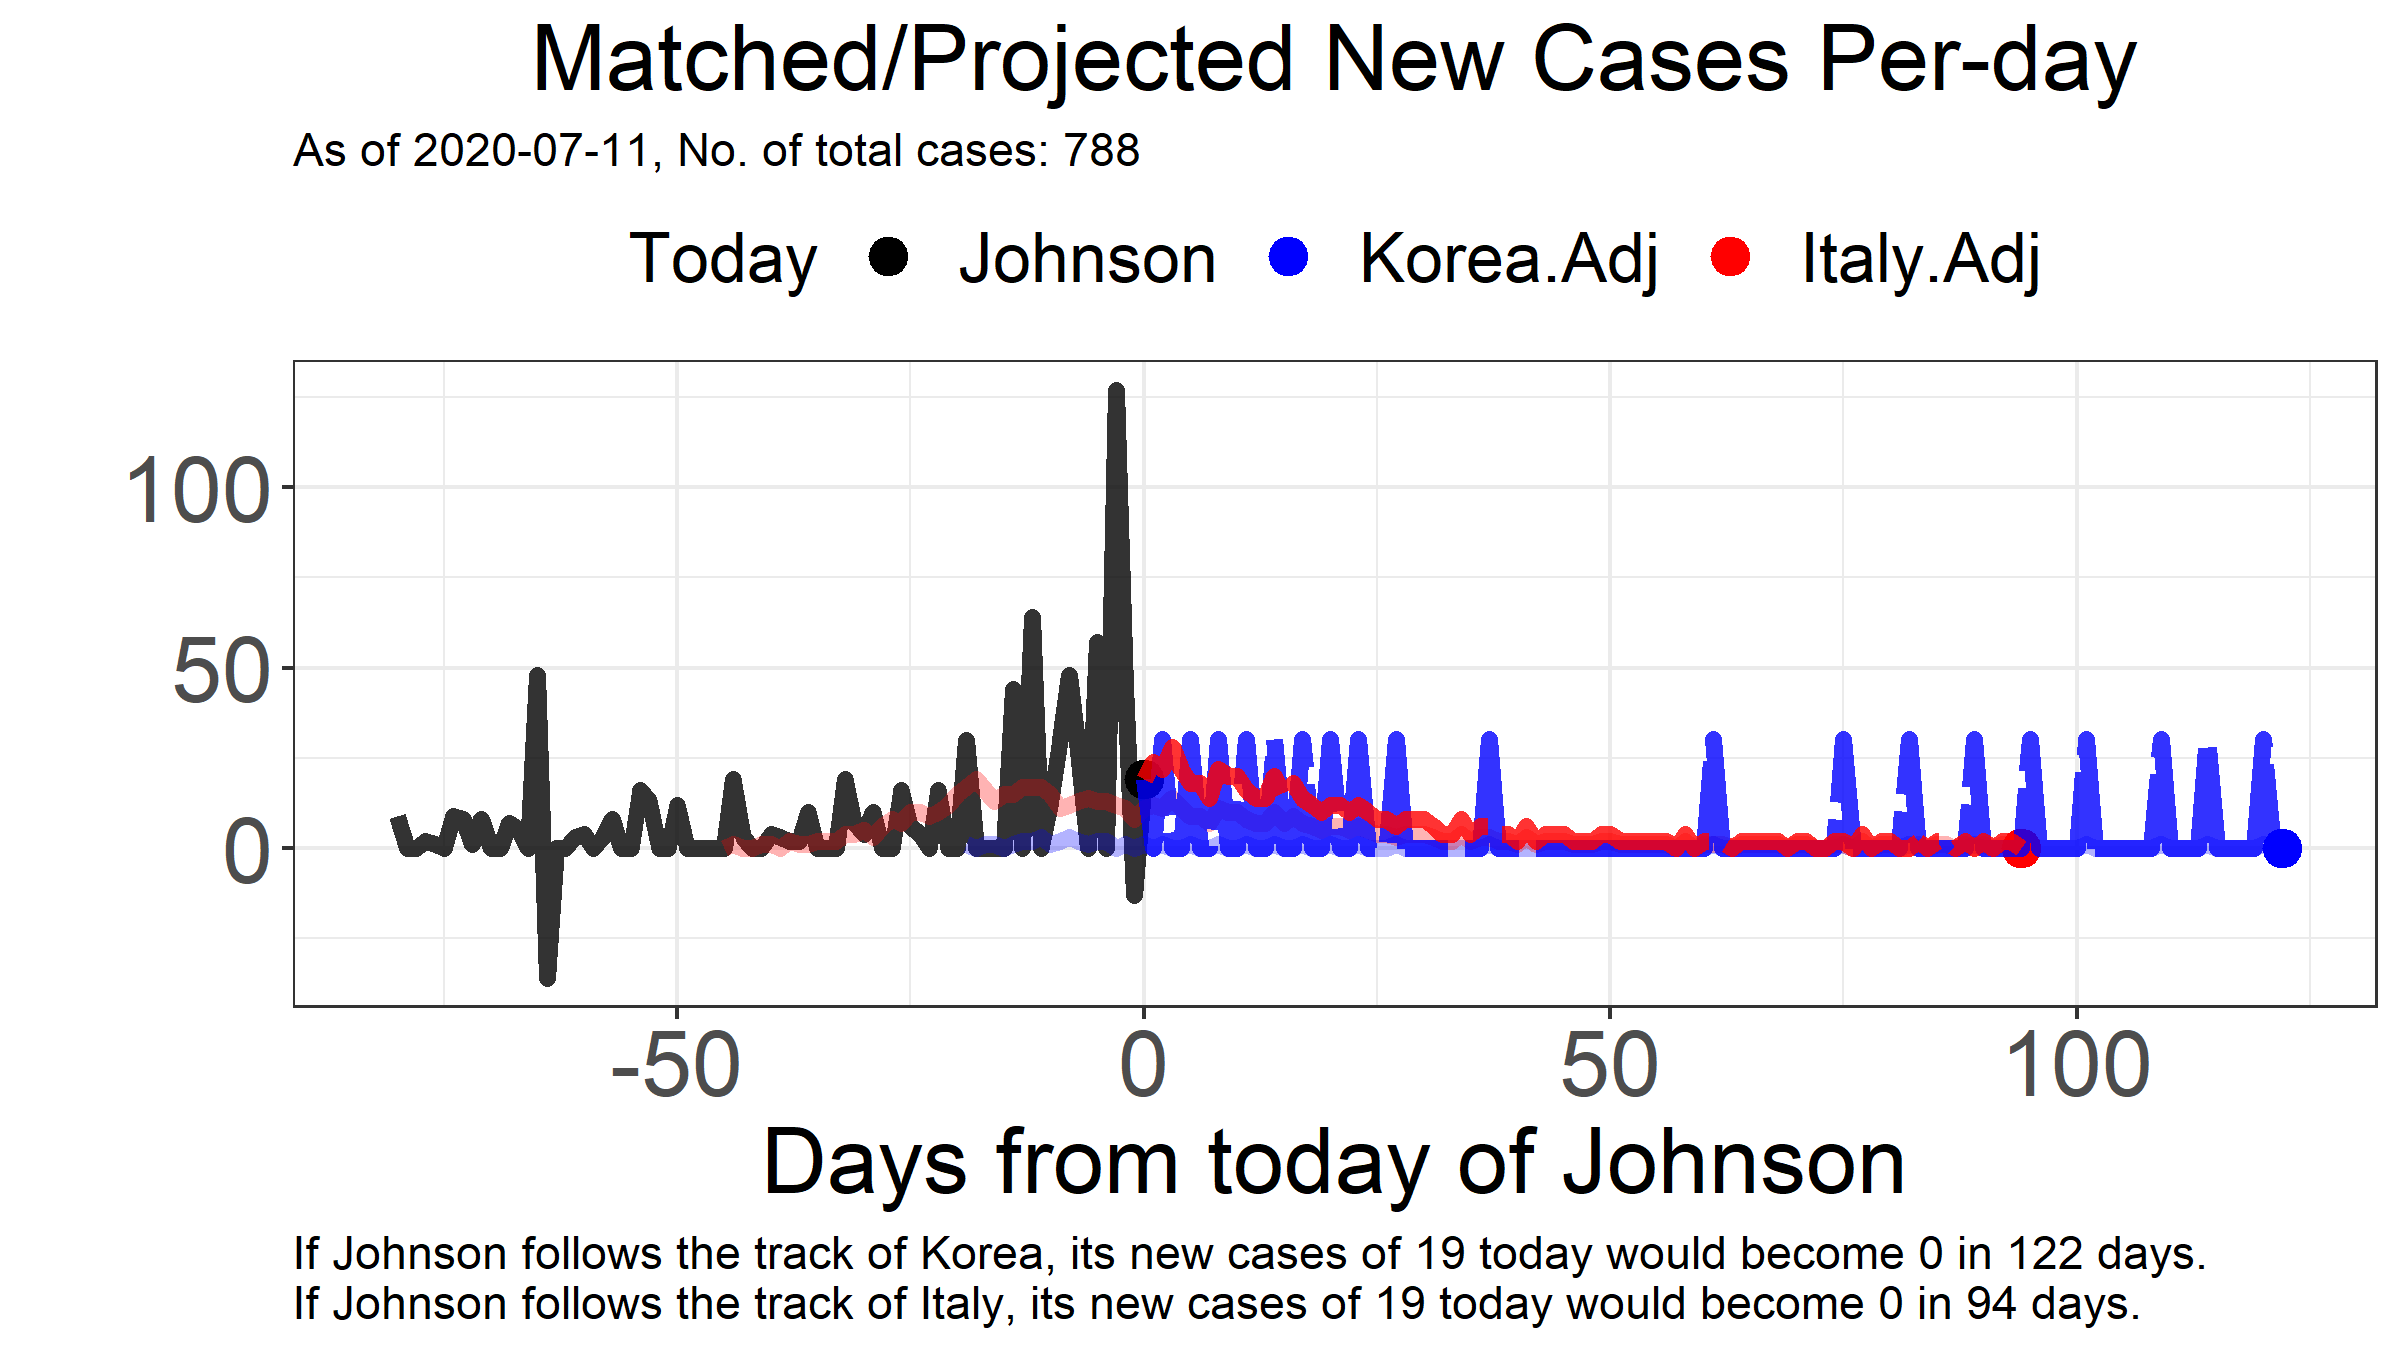 Matched/Projected New Cases Per-day
As of 2020-07-11, No. of total cases: 788
Today Johnson Korea.Adj Italy.Adj
100
50
0
-50 0 50 100
Days from today of Johnson
If Johnson follows the track of Korea, its new cases of 19 today would become 0 in 122 days.
If Johnson follows the track of Italy, its new cases of 19 today would become 0 in 94 days.